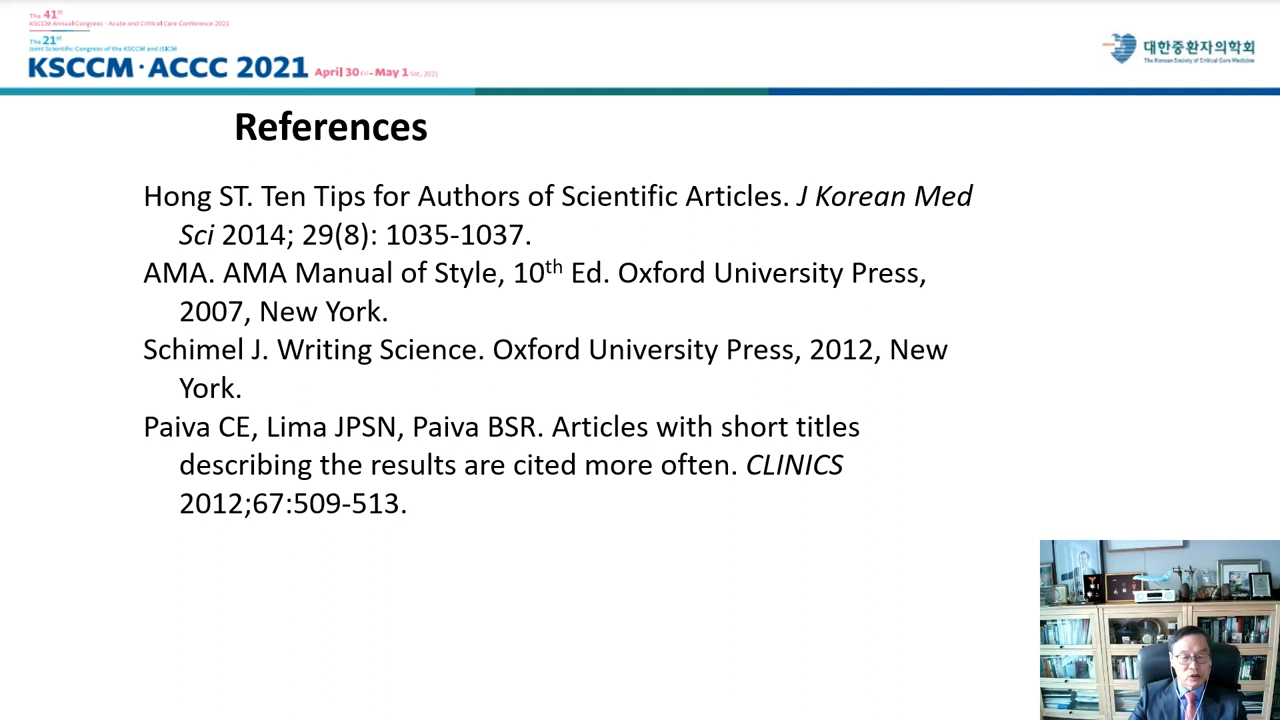 The 41st
KSCCM Annual Congress · Acute and Critical Care Conference 2021
The 21st
Joint Scientific Congress of the KSCCM and JSICM
KSCCM · ACCC 2021 April 30 Fri - May 1 Sat, 2021
대한중환자의학회
The Korean Society of Critical Care Medicine
References
Hong ST. Ten Tips for Authors of Scientific Articles. J Korean Med
Sci 2014; 29(8): 1035-1037.
AMA. AMA Manual of Style, 10th Ed. Oxford University Press,
2007, New York.
Schimel J. Writing Science. Oxford University Press, 2012, New
York.
Paiva CE, Lima JPSN, Paiva BSR. Articles with short titles
describing the results are cited more often. CLINICS
2012;67:509-513.